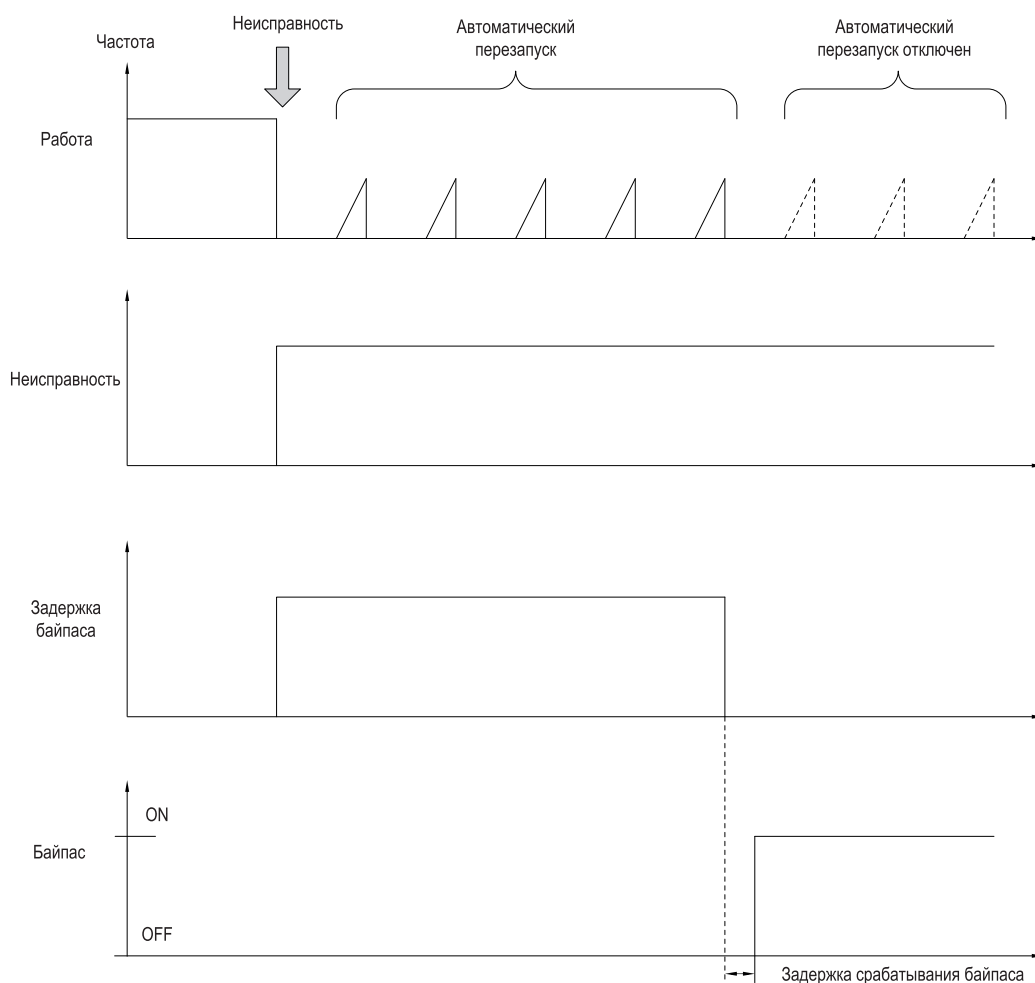 Частота
Неисправность
Автоматический
перезапуск
Автоматический
перезапуск отключен
Работа
Неисправность
Задержка
байпаса
ON
Байпас
OFF
Задержка срабатывания байпаса